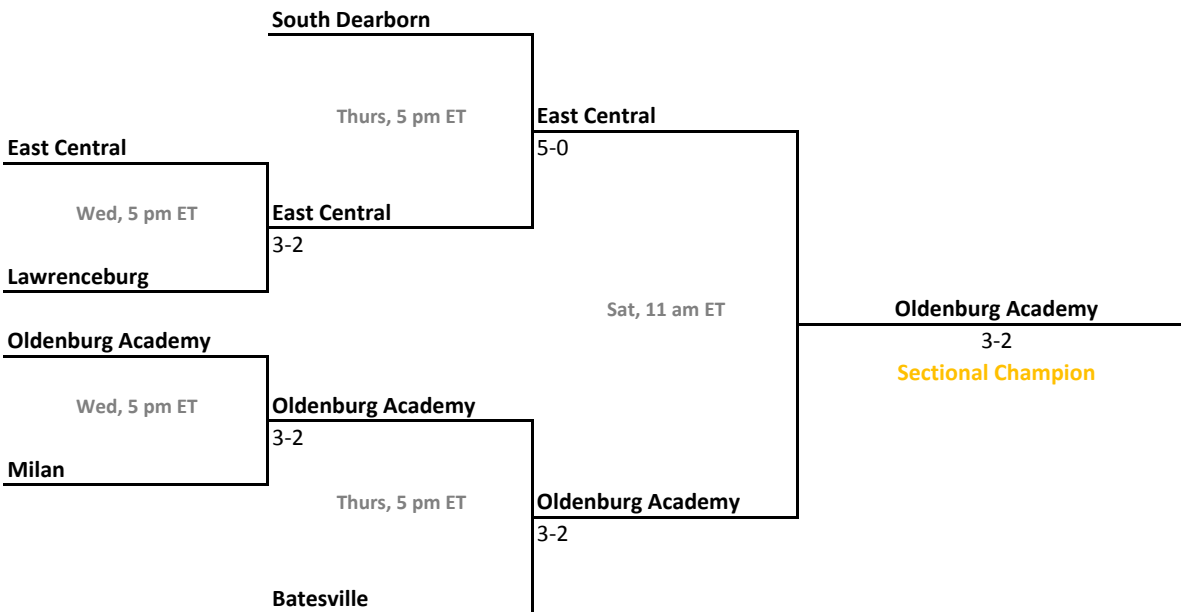 South Dearborn
Thurs, 5 pm ET
East Central
5-0
East Central
Wed, 5 pm ET
East Central
3-2
Lawrenceburg
Sat, 11 am ET
Oldenburg Academy
3-2
Sectional Champion
Oldenburg Academy
Wed, 5 pm ET
Oldenburg Academy
3-2
Milan
Thurs, 5 pm ET
Oldenburg Academy
3-2
Batesville